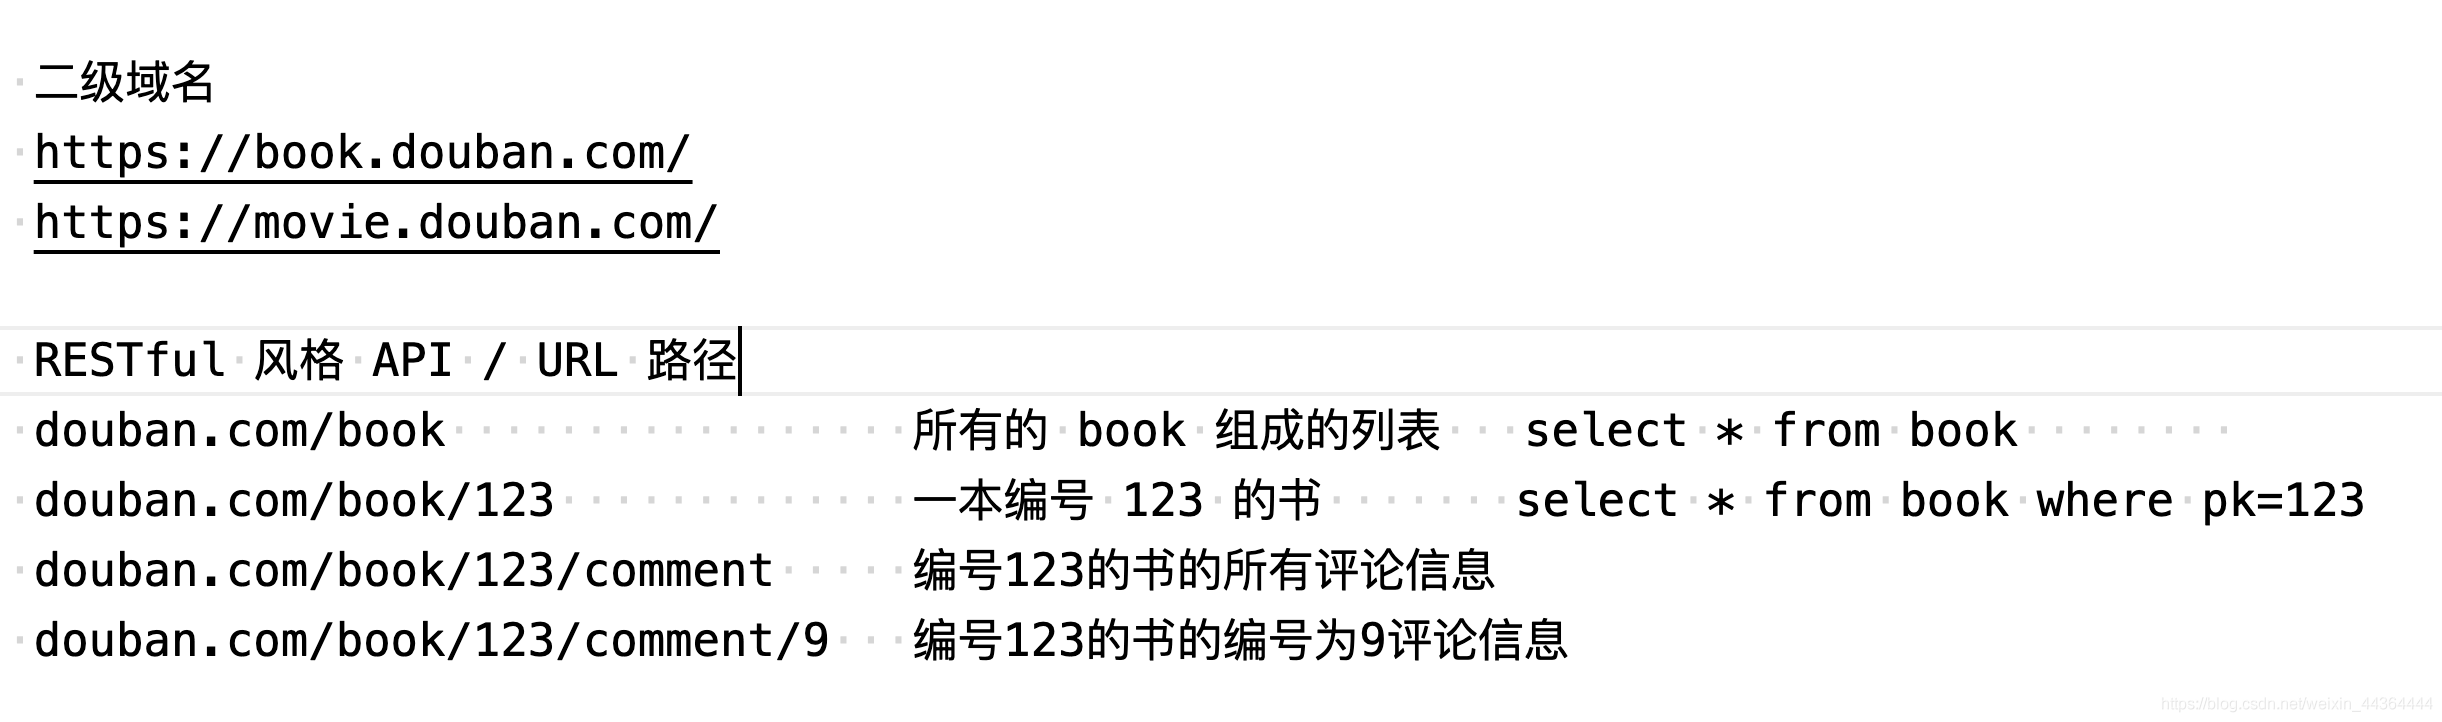 二级域名
https://book.douban.com/
https://movie.douban.com/
RESTful 风格 API / URL 路径
douban.com/book 所有的 book 组成的列表 select * from book
douban.com/book/123 一本编号 123 的书 select * from book where pk=123
douban.com/book/123/comment 编号123的书的所有评论信息
douban.com/book/123/comment/9 编号123的书的编号为9评论信息
https://blog.csdn.net/weixin_44364444